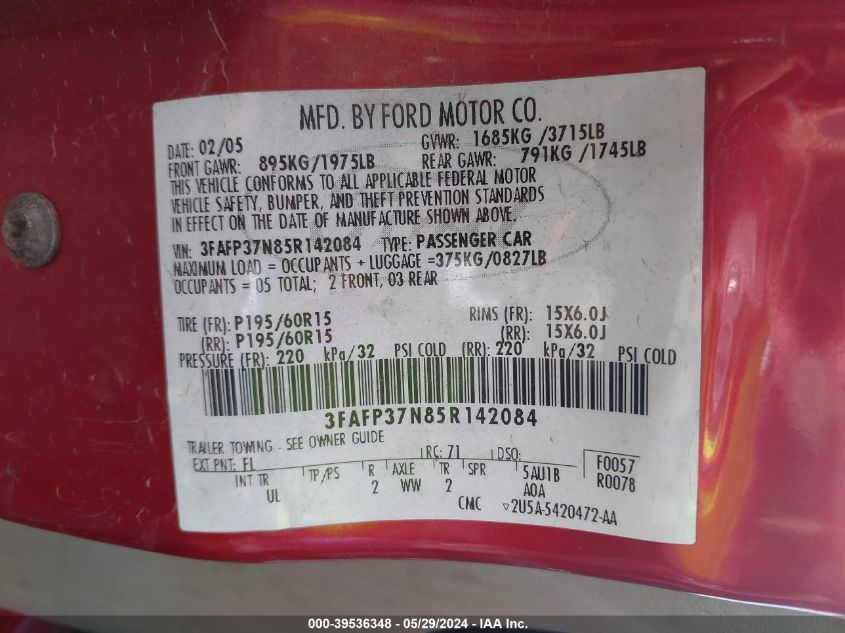 MFD. BY FORD MOTOR CO.
DATE: 02/05 GVWR: 1685KG /3715LB
FRONT GAWR: 895KG/1975LB REAR GAWR: 791KG /1745LB
THIS VEHICLE CONFORMS TO ALL APPLICABLE FEDERAL MOTOR
VEHICLE SAFETY, BUMPER, AND THEFT PREVENTION STANDARDS
IN EFFECT ON THE DATE OF MANUFACTURE SHOWN ABOVE.
VIN: 3FAFP37N85R142084 TYPE: PASSENGER CAR
MAXIMUM LOAD = OCCUPANTS + LUGGAGE =375KG/0827LB
OCCUPANTS = 05 TOTAL; 2 FRONT, 03 REAR
TIRE (FR): P195/60R15 RIMS (FR): 15X6.0J
(RR): P195/60R15 (RR): 15X6.0J
PRESSURE (FR): 220 kPa/32 PSI COLD (RR): 220 kPa/32 PSI COLD
3FAFP37N85R142084
TRAILER TOWING - SEE OWNER GUIDE
EXT PNT: FL RC: 71 DSO: F0057
INT TR TP/PS R AXLE TR SPR 5AU1B R0078
UL 2 WW 2 AOA
CMC ▽2U5A-5420472-AA
000-39536348 - 05/29/2024 - IAA Inc.